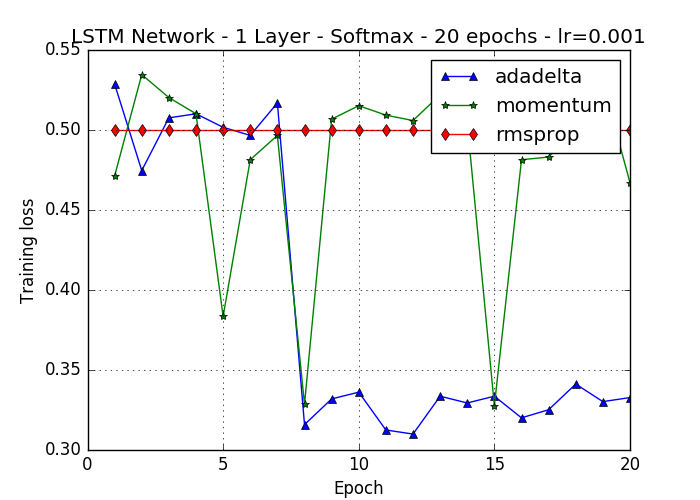 LSTM Network - 1 Layer - Softmax - 20 epochs - lr=0.001
0.55
0.50
0.45
0.40
0.35
0.30
Training loss
adadelta
momentum
rmsprop
0 5 10 15 20
Epoch